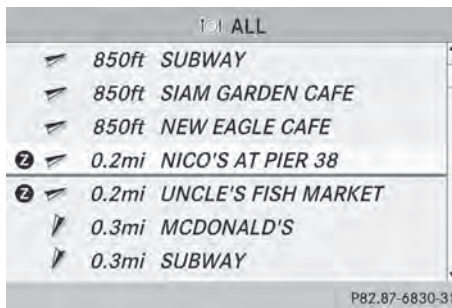 ALL
850ft SUBWAY
850ft SIAM GARDEN CAFE
850ft NEW EAGLE CAFE
Z 0.2mi NICO'S AT PIER 38
Z 0.2mi UNCLE'S FISH MARKET
0.3mi MCDONALD'S
0.3mi SUBWAY
P82.87-6830-3